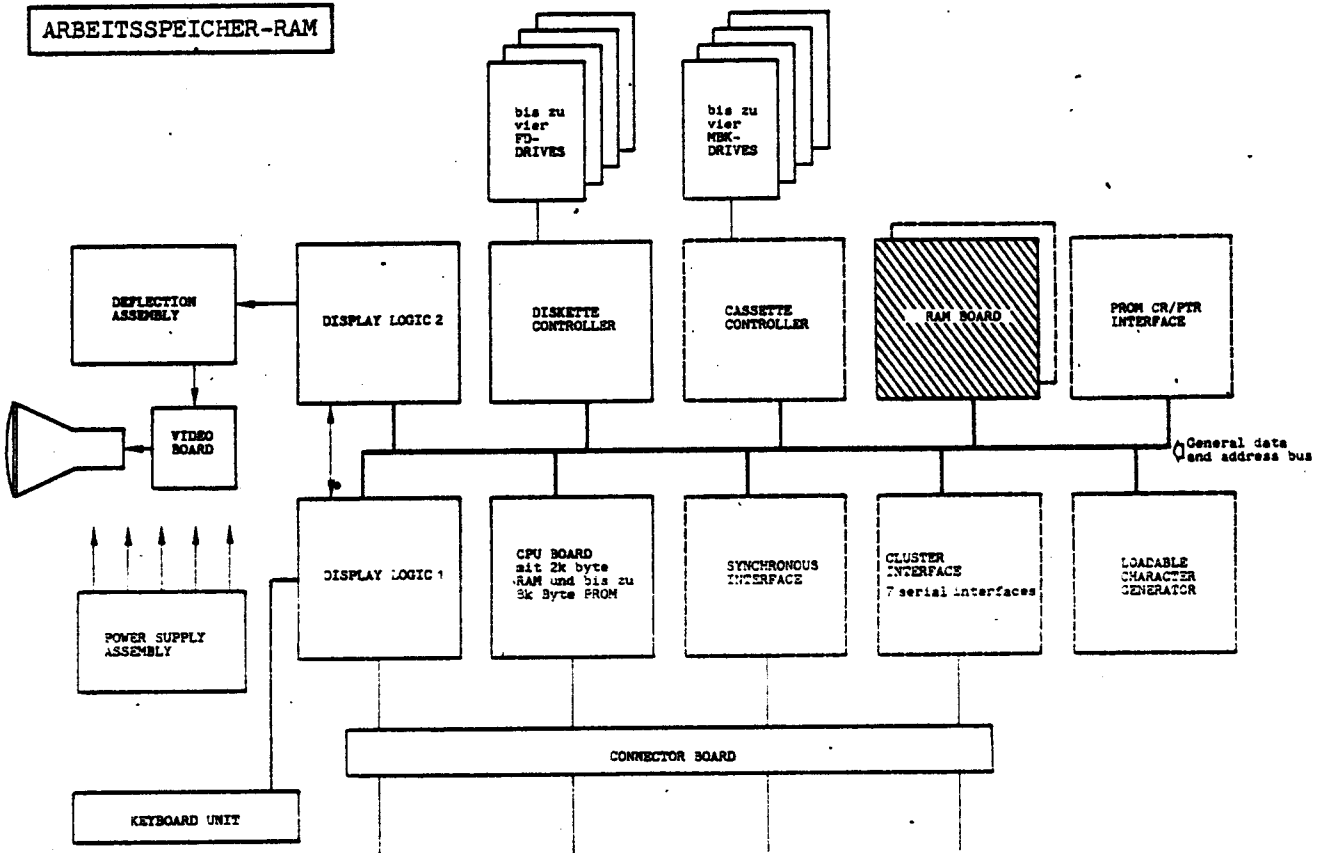 ARBEITSSPEICHER-RAM
bis zu
vier
FD-
DRIVES
bis zu
vier
MBK-
DRIVES
DEFLECTION
ASSEMBLY
DISPLAY LOGIC 2
DISKETTE
CONTROLLER
CASSETTE
CONTROLLER
RAM BOARD
PROM CR/PTR
INTERFACE
VIDEO
BOARD
General data
and address bus
DISPLAY LOGIC 1
CPU BOARD
mit 2k byte
RAM und bis zu
8k Byte PROM
SYNCHRONOUS
INTERFACE
CLUSTER
INTERFACE
7 serial interfaces
LOADABLE
CHARACTER
GENERATOR
POWER SUPPLY
ASSEMBLY
CONNECTOR BOARD
KEYBOARD UNIT